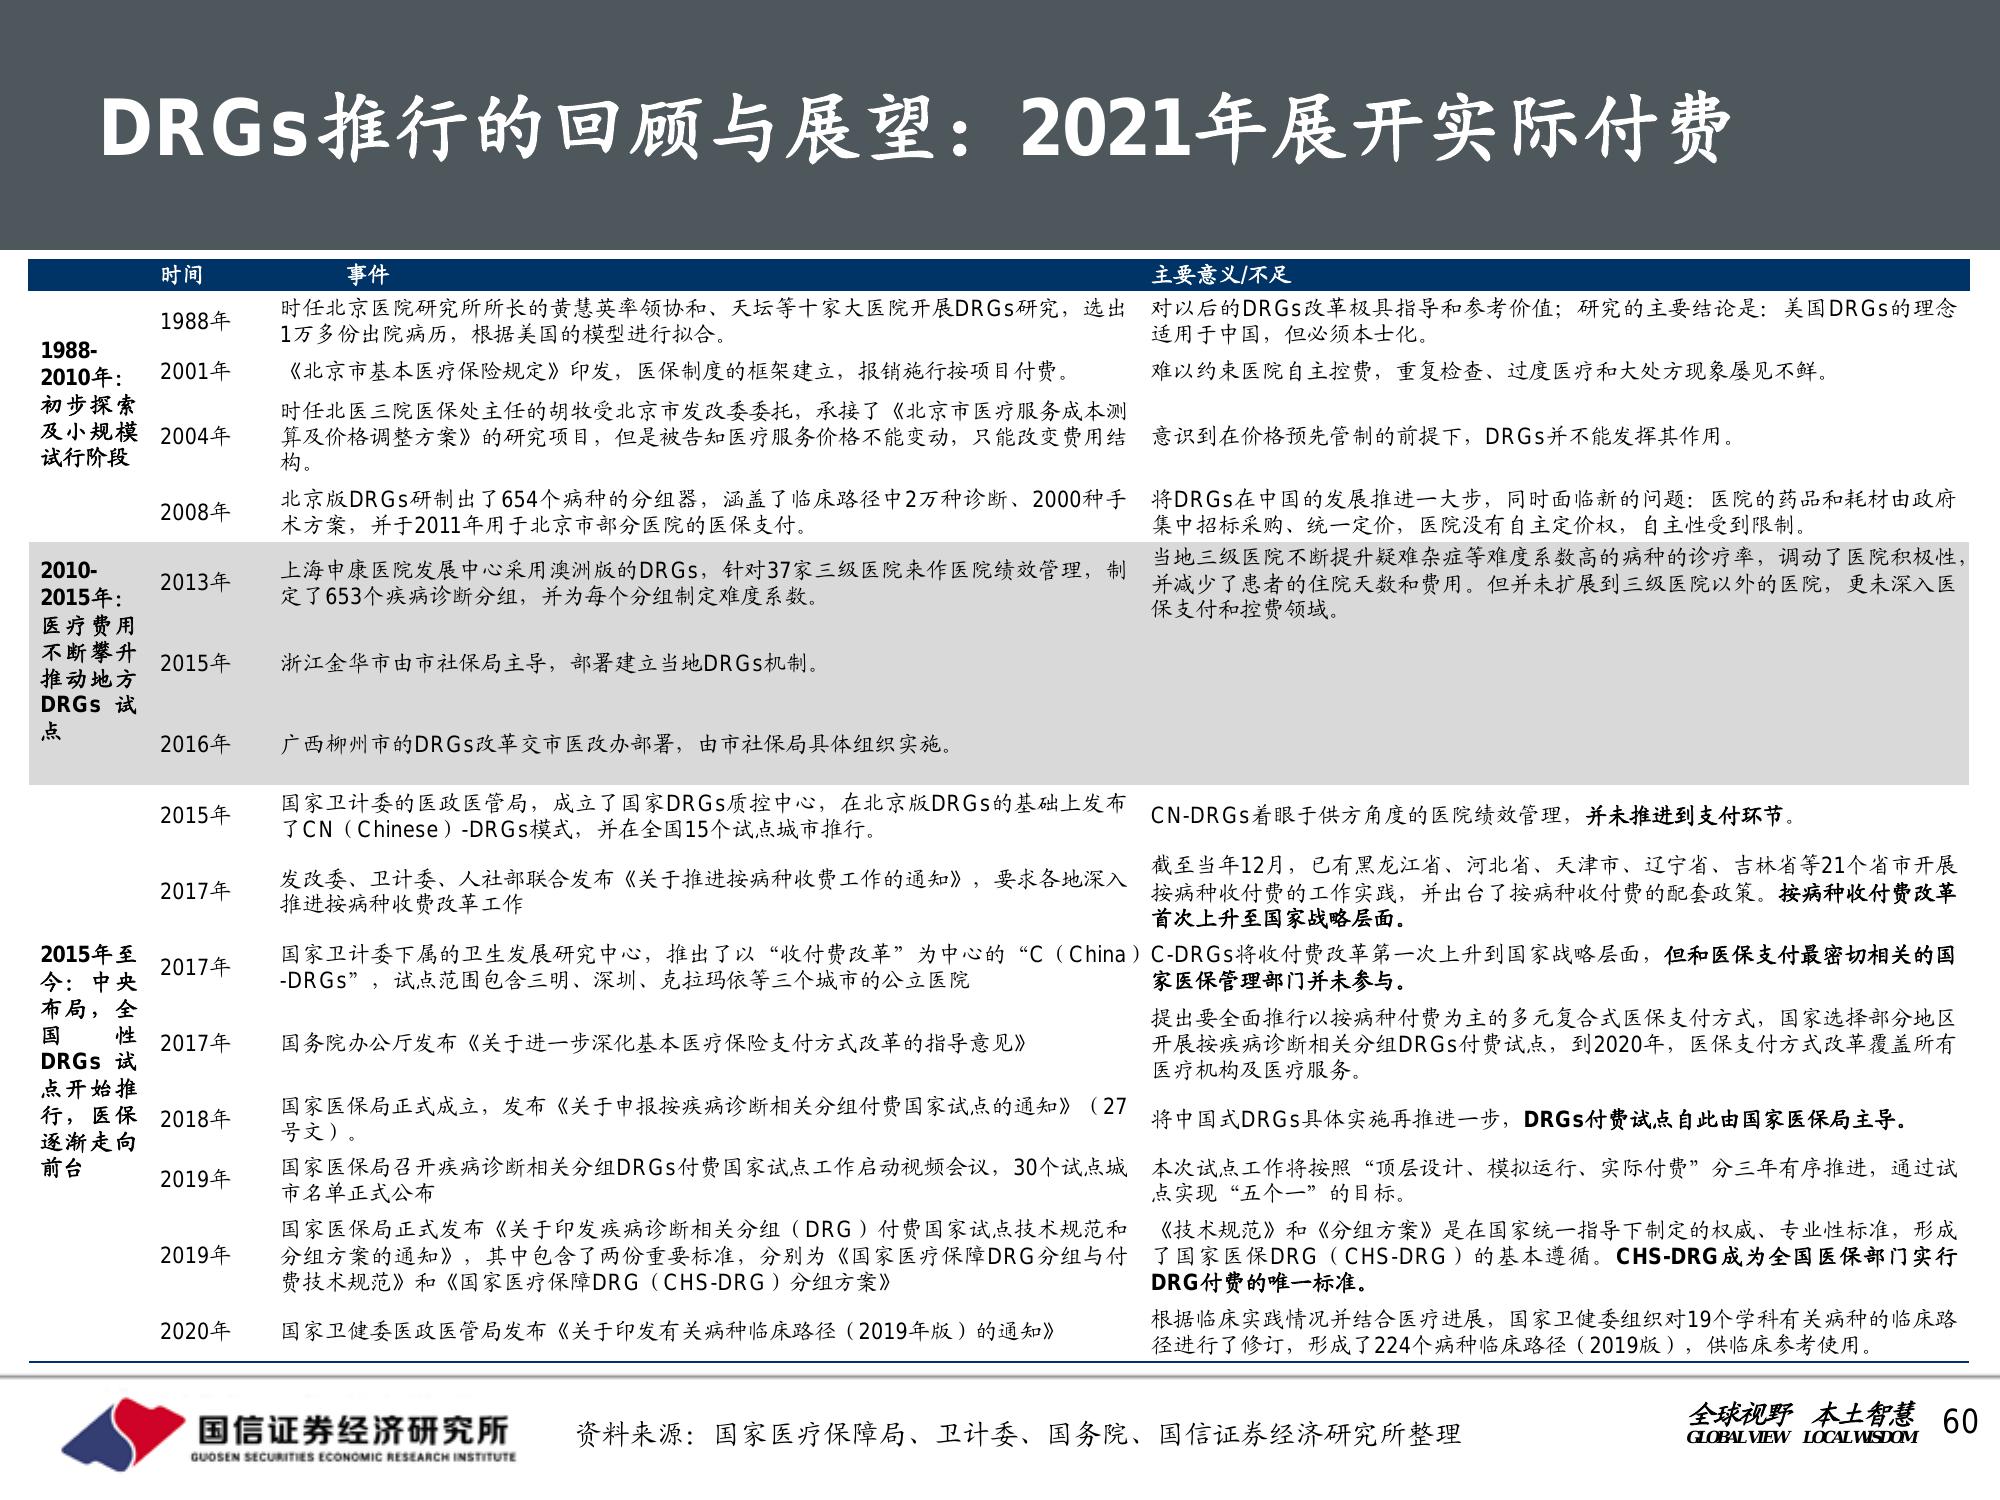 DRGs推行的回顾与展望：2021年展开实际付费
时间 事件 主要意义/不足
1988-
2010年：
初步探索
及小规模
试行阶段
1988年
时任北京医院研究所所长的黄慧英率领协和、天坛等十家大医院开展DRGs研究，选出
1万多份出院病历，根据美国的模型进行拟合。
对以后的DRGs改革极具指导和参考价值；研究的主要结论是：美国DRGs的理念
适用于中国，但必须本士化。
2001年
《北京市基本医疗保险规定》印发，医保制度的框架建立，报销施行按项目付费。
难以约束医院自主控费，重复检查、过度医疗和大处方现象屡见不鲜。
2004年
时任北医三院医保处主任的胡牧受北京市发改委委托，承接了《北京市医疗服务成本测
算及价格调整方案》的研究项目，但是被告知医疗服务价格不能变动，只能改变费用结
构。
意识到在价格预先管制的前提下，DRGs并不能发挥其作用。
2008年
北京版DRGs研制出了654个病种的分组器，涵盖了临床路径中2万种诊断、2000种手
术方案，并于2011年用于北京市部分医院的医保支付。
将DRGs在中国的发展推进一大步，同时面临新的问题：医院的药品和耗材由政府
集中招标采购、统一定价，医院没有自主定价权，自主性受到限制。
2010-
2015年：
医疗费用
不断攀升
推动地方
DRGs 试
点
2013年
上海申康医院发展中心采用澳洲版的DRGs，针对37家三级医院来作医院绩效管理，制
定了653个疾病诊断分组，并为每个分组制定难度系数。
当地三级医院不断提升疑难杂症等难度系数高的病种的诊疗率，调动了医院积极性，
并减少了患者的住院天数和费用。但并未扩展到三级医院以外的医院，更未深入医
保支付和控费领域。
2015年
浙江金华市由市社保局主导，部署建立当地DRGs机制。
2016年
广西柳州市的DRGs改革交市医改办部署，由市社保局具体组织实施。
2015年至
今：中央
布局，全
国 性
DRGs 试
点开始推
行，医保
逐渐走向
前台
2015年
国家卫计委的医政医管局，成立了国家DRGs质控中心，在北京版DRGs的基础上发布
了CN（Chinese）-DRGs模式，并在全国15个试点城市推行。
CN-DRGs着眼于供方角度的医院绩效管理，并未推进到支付环节。
2017年
发改委、卫计委、人社部联合发布《关于推进按病种收费工作的通知》，要求各地深入
推进按病种收费改革工作
截至当年12月，已有黑龙江省、河北省、天津市、辽宁省、吉林省等21个省市开展
按病种收付费的工作实践，并出台了按病种收付费的配套政策。按病种收付费改革
首次上升至国家战略层面。
2017年
国家卫计委下属的卫生发展研究中心，推出了以“收付费改革”为中心的“C（China）
-DRGs”，试点范围包含三明、深圳、克拉玛依等三个城市的公立医院
C-DRGs将收付费改革第一次上升到国家战略层面，但和医保支付最密切相关的国
家医保管理部门并未参与。
2017年
国务院办公厅发布《关于进一步深化基本医疗保险支付方式改革的指导意见》
提出要全面推行以按病种付费为主的多元复合式医保支付方式，国家选择部分地区
开展按疾病诊断相关分组DRGs付费试点，到2020年，医保支付方式改革覆盖所有
医疗机构及医疗服务。
2018年
国家医保局正式成立，发布《关于申报按疾病诊断相关分组付费国家试点的通知》（27
号文）。
将中国式DRGs具体实施再推进一步，DRGs付费试点自此由国家医保局主导。
2019年
国家医保局召开疾病诊断相关分组DRGs付费国家试点工作启动视频会议，30个试点城
市名单正式公布
本次试点工作将按照“顶层设计、模拟运行、实际付费”分三年有序推进，通过试
点实现“五个一”的目标。
2019年
国家医保局正式发布《关于印发疾病诊断相关分组（DRG）付费国家试点技术规范和
分组方案的通知》，其中包含了两份重要标准，分别为《国家医疗保障DRG分组与付
费技术规范》和《国家医疗保障DRG（CHS-DRG）分组方案》
《技术规范》和《分组方案》是在国家统一指导下制定的权威、专业性标准，形成
了国家医保DRG（CHS-DRG）的基本遵循。CHS-DRG成为全国医保部门实行
DRG付费的唯一标准。
2020年
国家卫健委医政医管局发布《关于印发有关病种临床路径（2019年版）的通知》
根据临床实践情况并结合医疗进展，国家卫健委组织对19个学科有关病种的临床路
径进行了修订，形成了224个病种临床路径（2019版），供临床参考使用。
国信证券经济研究所
GUOSEN SECURITIES ECONOMIC RESEARCH INSTITUTE
资料来源：国家医疗保障局、卫计委、国务院、国信证券经济研究所整理
全球视野 本土智慧
GLOBAL VIEW LOCAL WISDOM
60